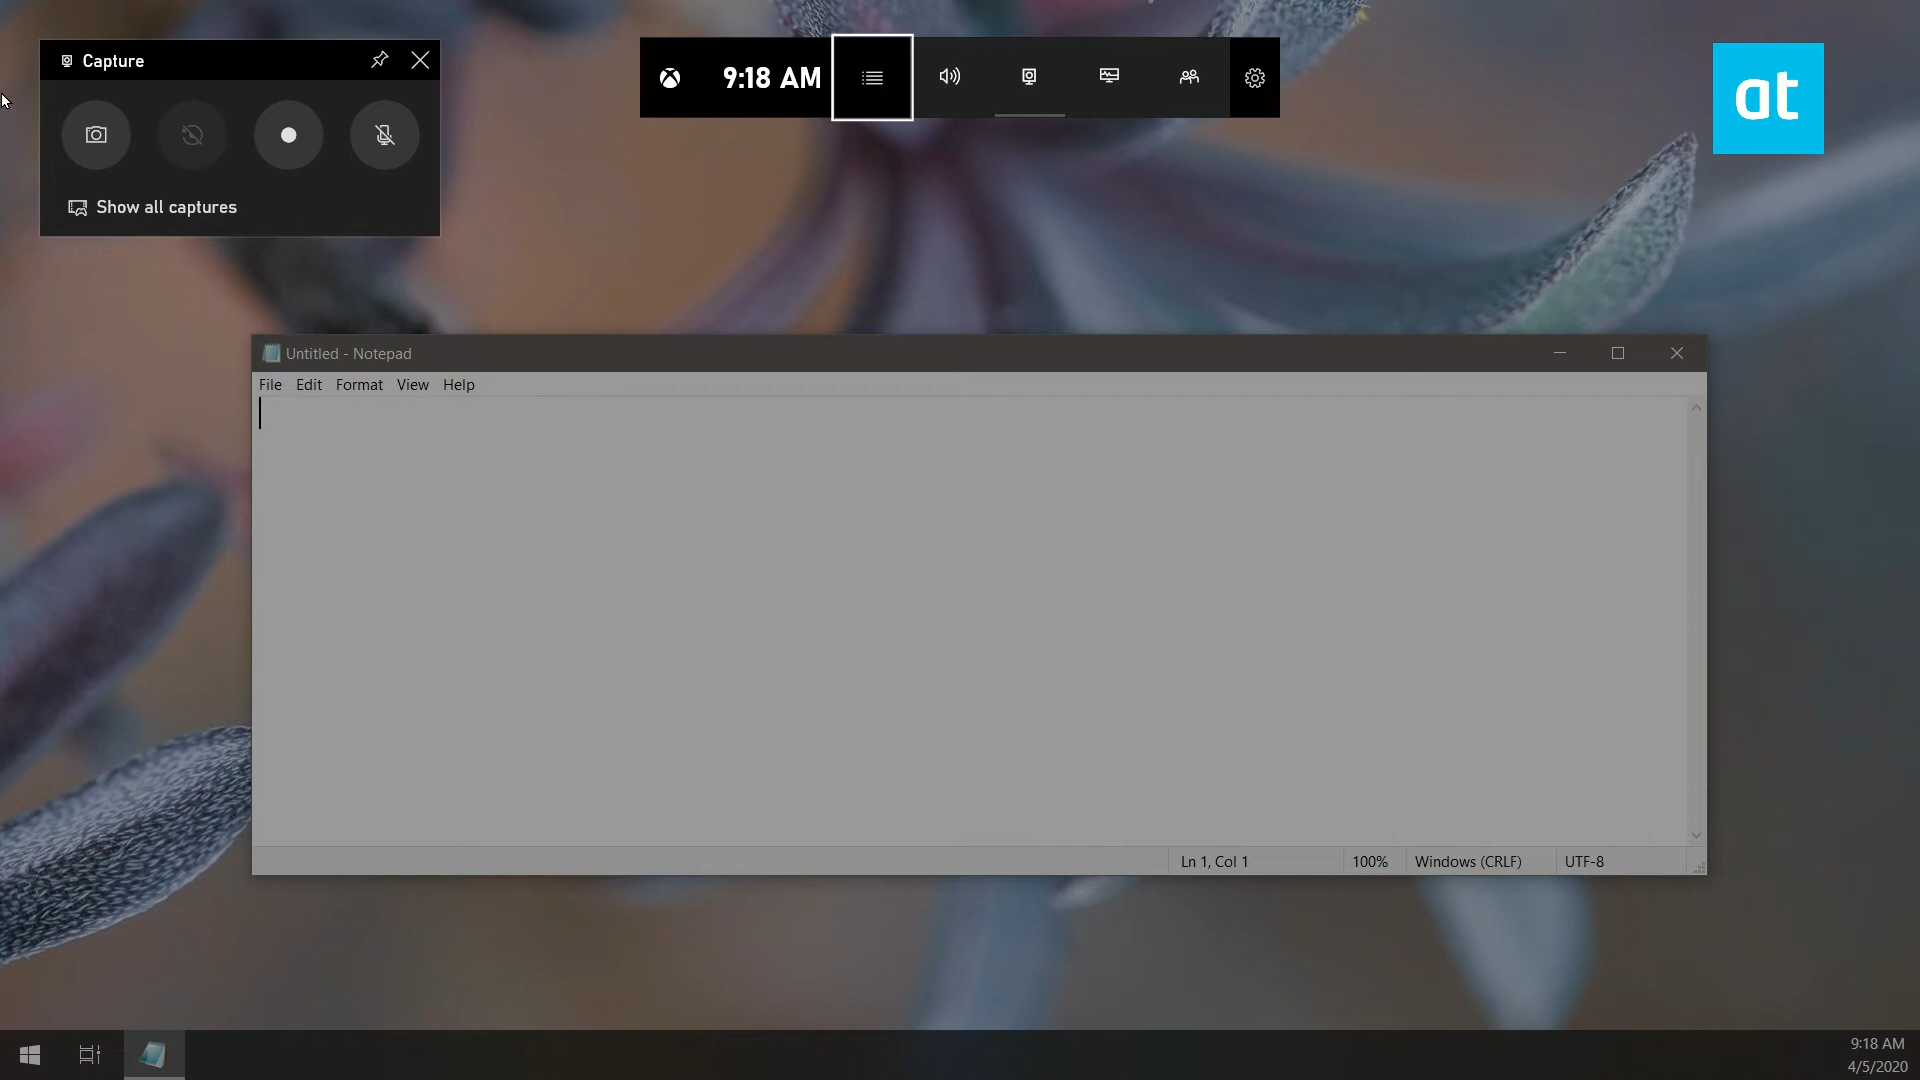 Capture
Show all captures
9:18 AM
at
Untitled - Notepad
File Edit Format View Help
Ln 1, Col 1 100% Windows (CRLF) UTF-8
9:18 AM
4/5/2020